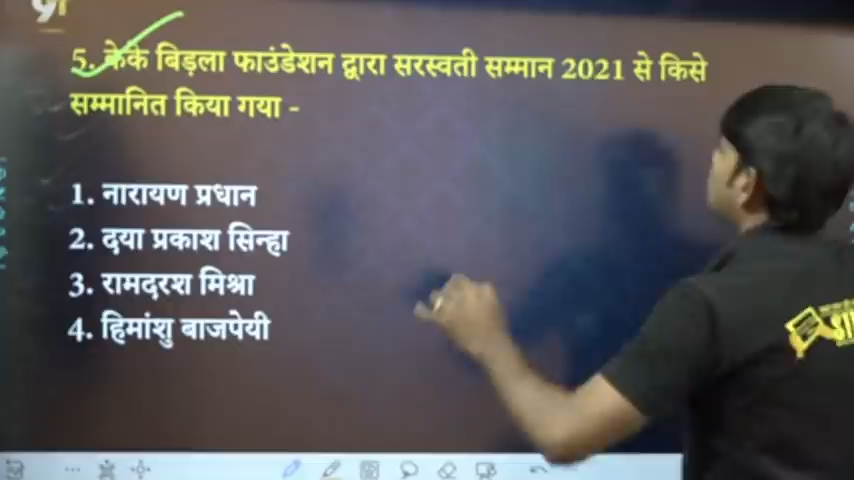 5. केके बिड़ला फाउंडेशन द्वारा सरस्वती सम्मान 2021 से किसे
सम्मानित किया गया -
1. नारायण प्रधान
2. दया प्रकाश सिन्हा
3. रामदरश मिश्रा
4. हिमांशु बाजपेयी